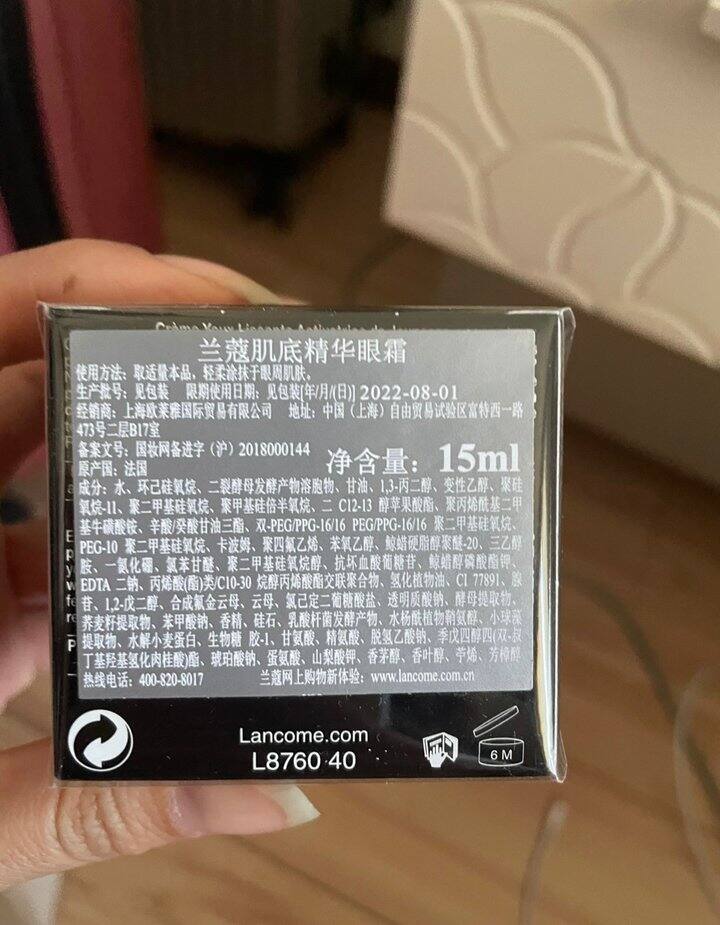 Crème Yeux Lissante Activatrice de Jeun
兰蔻肌底精华眼霜
使用方法：取适量本品，轻柔涂抹于眼周肌肤。
生产批号：见包装 限期使用日期：见包装[年/月/(日)] 2022-08-01
经销商：上海欧莱雅国际贸易有限公司 地址：中国（上海）自由贸易试验区富特西一路
473号二层B17室
备案文号：国妆网备进字（沪）2018000144
原产国：法国
净含量：15ml
成分：水、环己硅氧烷、二裂酵母发酵产物溶胞物、甘油、1,3-丙二醇、变性乙醇、聚硅
氧烷-11、聚二甲基硅氧烷、聚甲基硅倍半氧烷、二 C12-13 醇苹果酸酯、聚丙烯酰基二甲
基牛磺酸铵、辛酸/癸酸甘油三酯、双-PEG/PPG-16/16 PEG/PPG-16/16 聚二甲基硅氧烷、
PEG-10 聚二甲基硅氧烷、卡波姆、聚四氟乙烯、苯氧乙醇、鲸蜡硬脂醇聚醚-20、三乙醇
胺、一氮化硼、氯苯甘醚、聚二甲基硅氧烷醇、抗坏血酸葡糖苷、鲸蜡醇磷酸酯钾、
EDTA 二钠、丙烯酸(酯)类/C10-30 烷醇丙烯酸酯交联聚合物、氢化植物油、CI 77891、腺
苷、1,2-戊二醇、合成氟金云母、云母、氯己定二葡糖酸盐、透明质酸钠、酵母提取物、
荞麦籽提取物、苯甲酸钠、香精、硅石、乳酸杆菌发酵产物、水杨酰植物鞘氨醇、小球藻
提取物、水解小麦蛋白、生物糖 胶-1、甘氨酸、精氨酸、脱氢乙酸钠、季戊四醇四(双-叔
丁基羟基氢化肉桂酸)酯、琥珀酸钠、蛋氨酸、山梨酸钾、香茅醇、香叶醇、苧烯、芳樟醇
热线电话：400-820-8017 兰蔻网上购物新体验：www.lancome.com.cn
Lancome.com
L8760 40
6 M